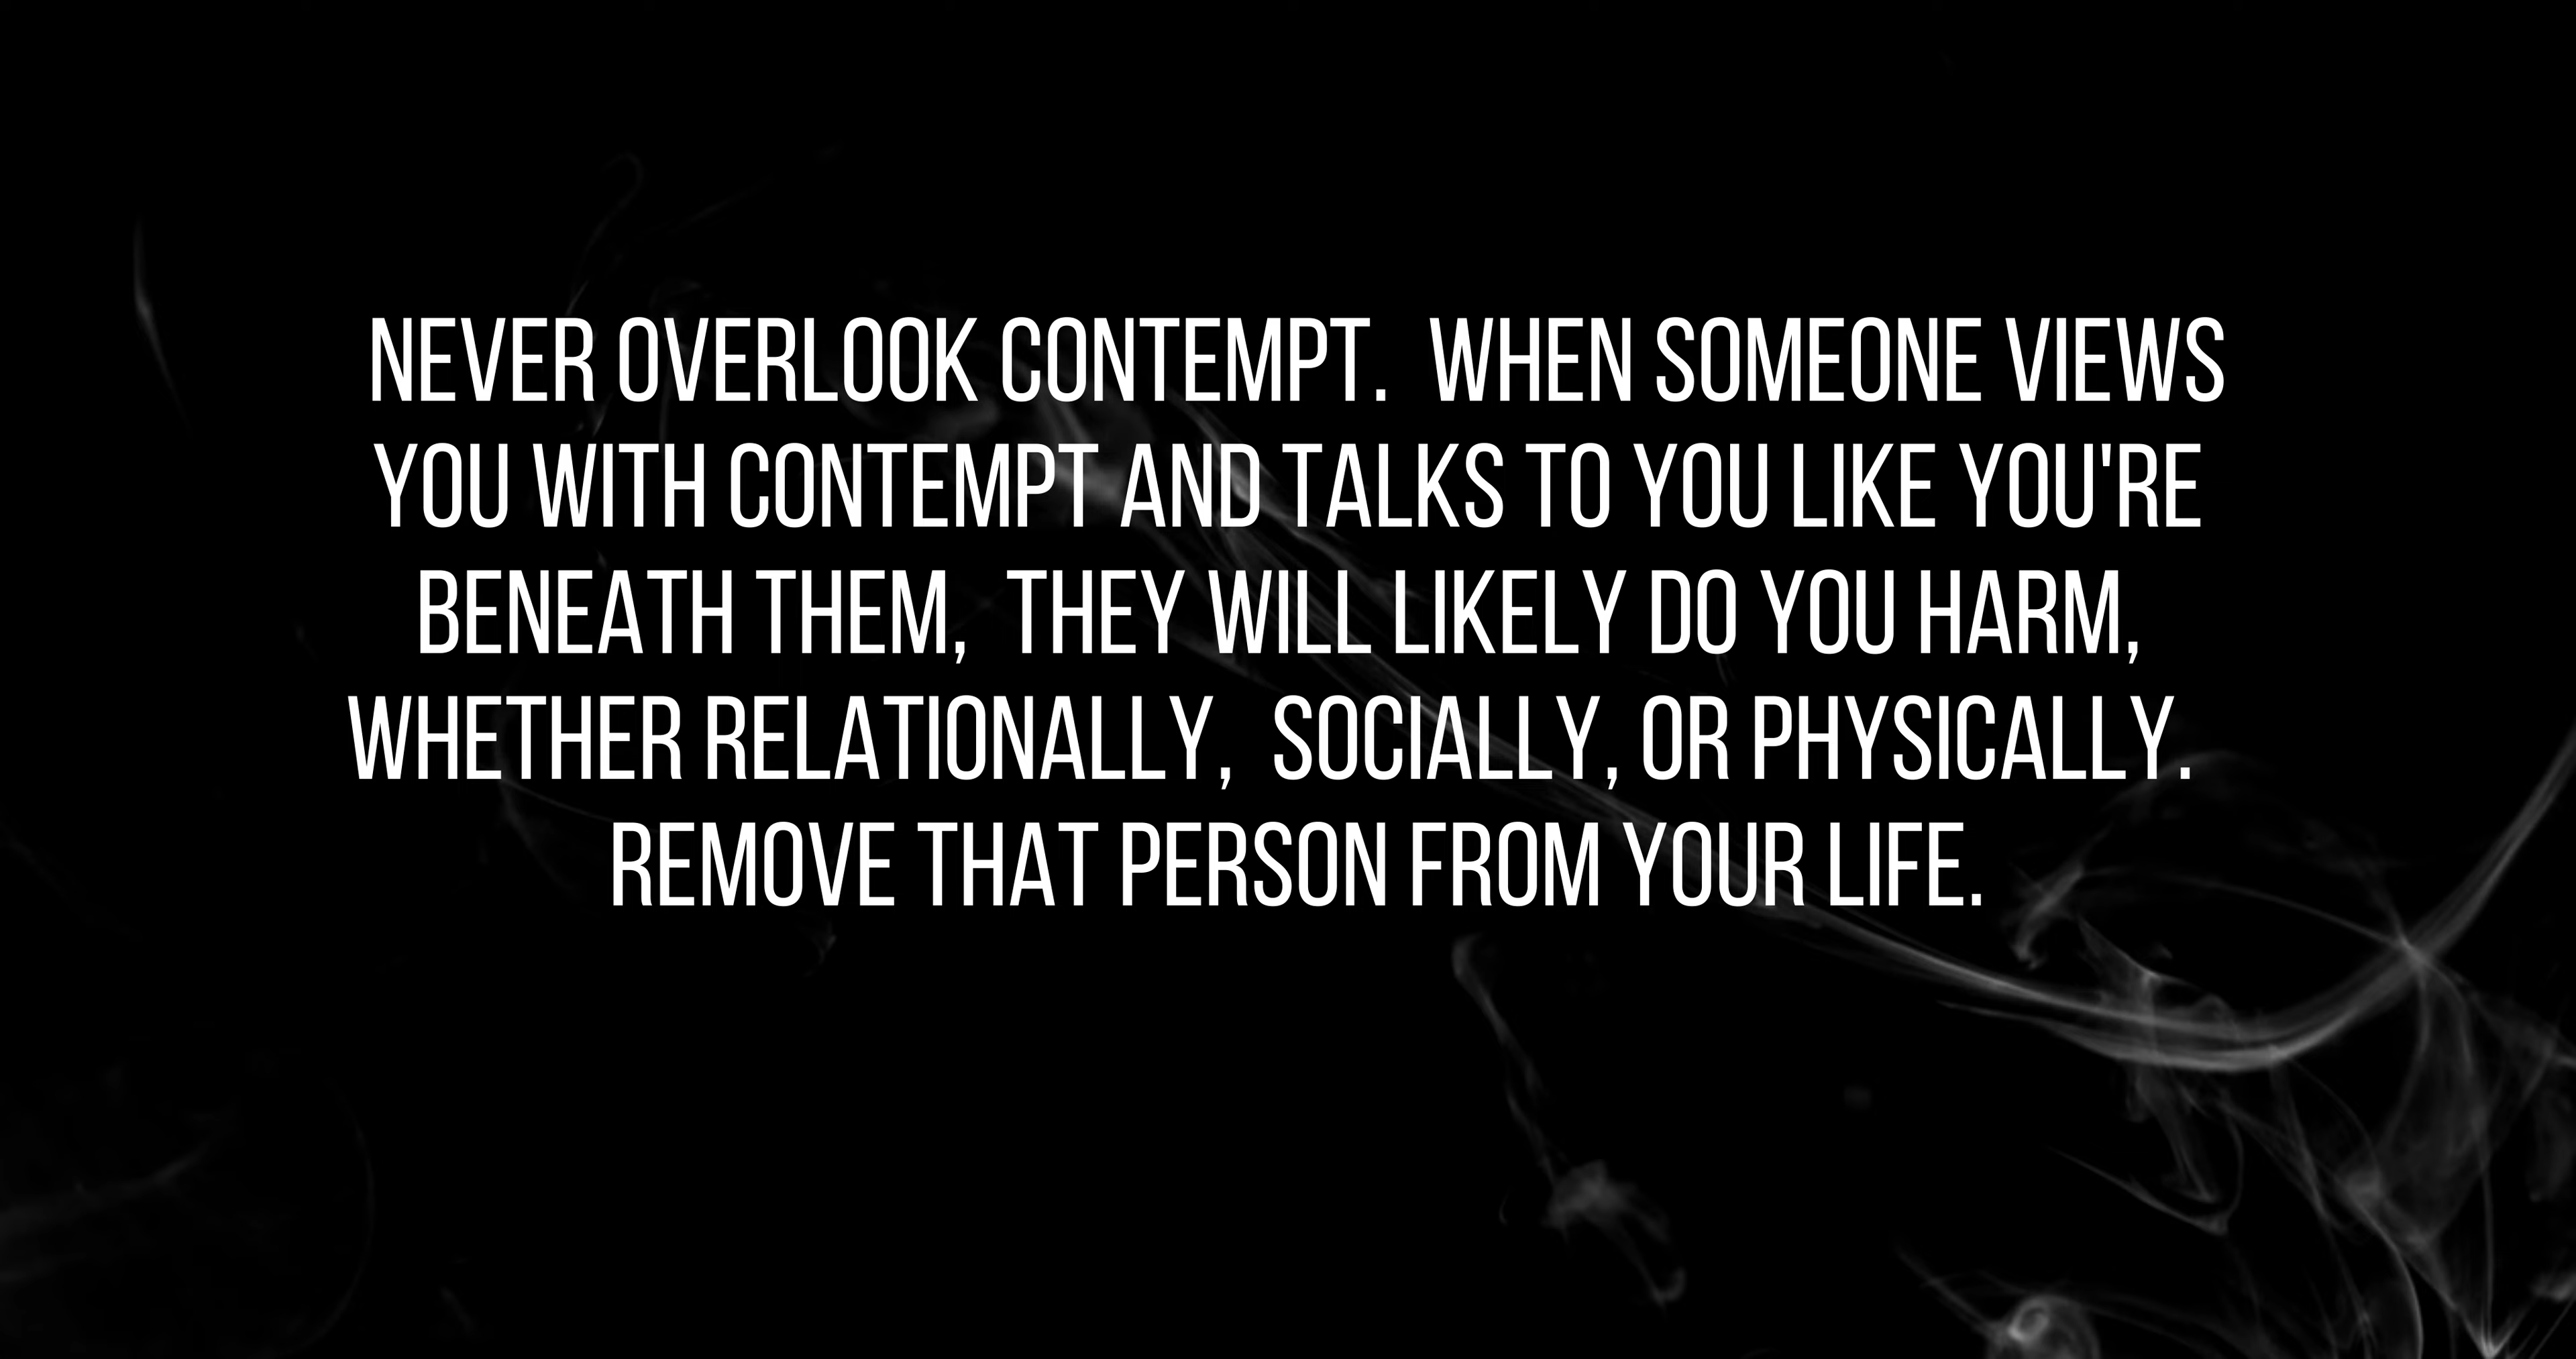 NEVER OVERLOOK CONTEMPT. WHEN SOMEONE VIEWS
YOU WITH CONTEMPT AND TALKS TO YOU LIKE YOU'RE
BENEATH THEM, THEY WILL LIKELY DO YOU HARM,
WHETHER RELATIONALLY, SOCIALLY, OR PHYSICALLY.
REMOVE THAT PERSON FROM YOUR LIFE.